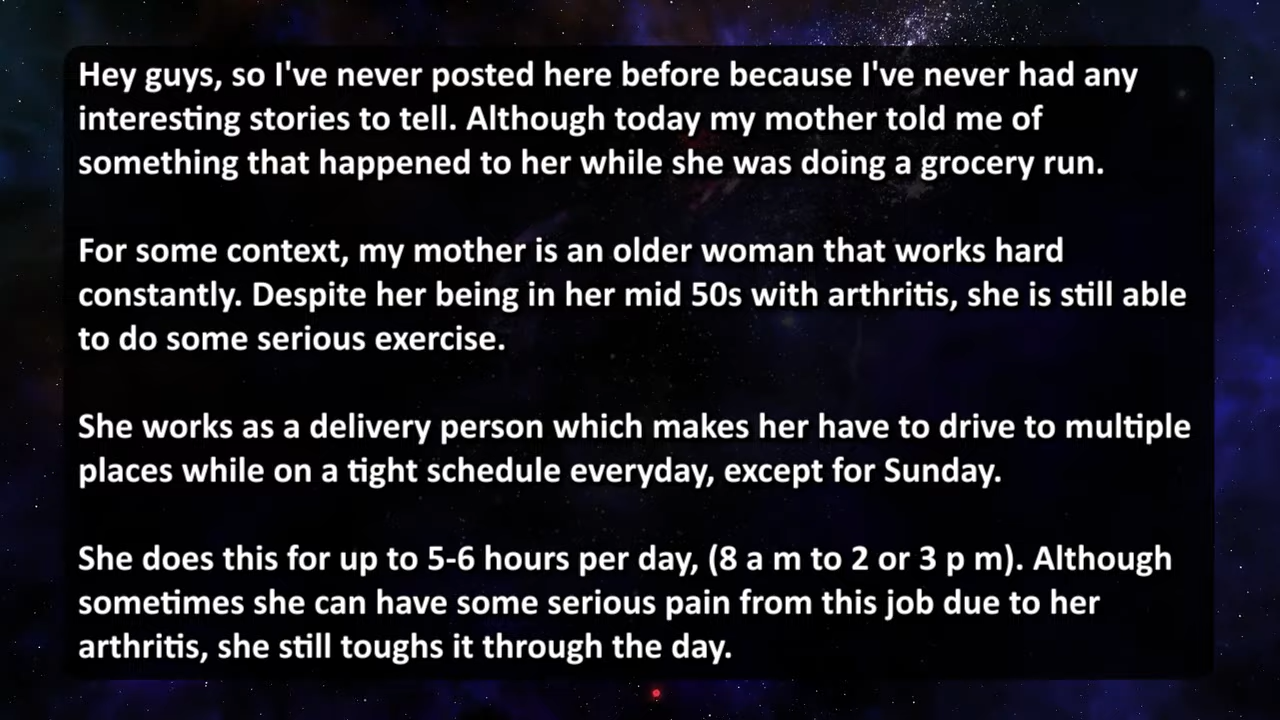 Hey guys, so I've never posted here before because I've never had any
interesting stories to tell. Although today my mother told me of
something that happened to her while she was doing a grocery run.
For some context, my mother is an older woman that works hard
constantly. Despite her being in her mid 50s with arthritis, she is still able
to do some serious exercise.
She works as a delivery person which makes her have to drive to multiple
places while on a tight schedule everyday, except for Sunday.
She does this for up to 5-6 hours per day, (8 a m to 2 or 3 p m). Although
sometimes she can have some serious pain from this job due to her
arthritis, she still toughs it through the day.